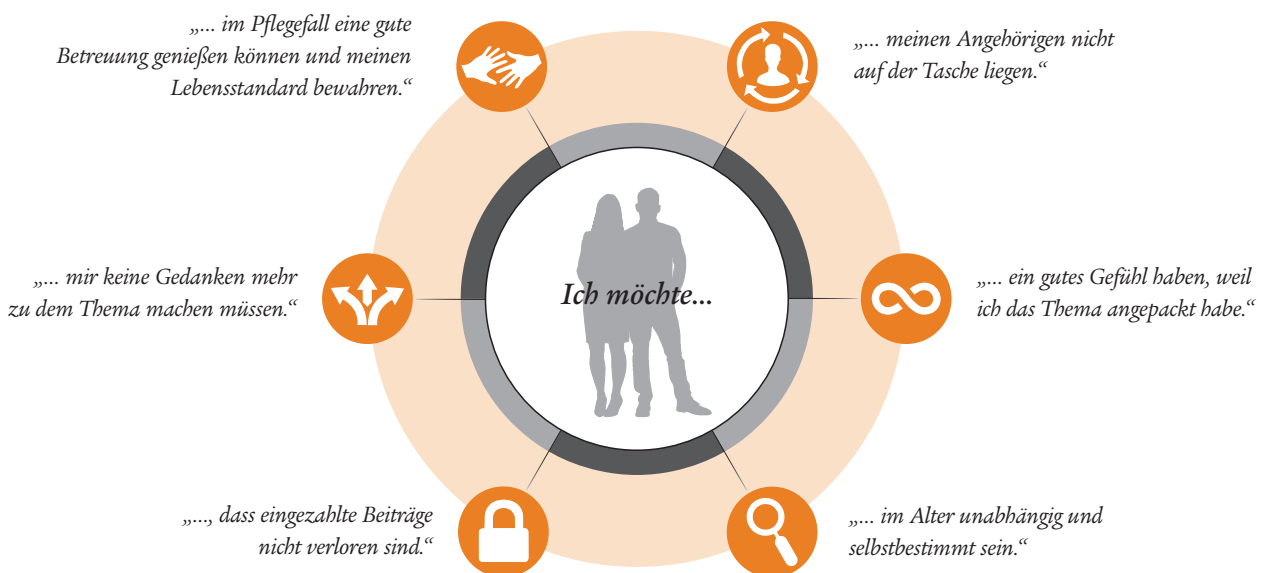 „... im Pflegefall eine gute
Betreuung genießen können und meinen
Lebensstandard bewahren.“
„... meinen Angehörigen nicht
auf der Tasche liegen.“
„... mir keine Gedanken mehr
zu dem Thema machen müssen.“
Ich möchte...
„... ein gutes Gefühl haben, weil
ich das Thema angepackt habe.“
„..., dass eingezahlte Beiträge
nicht verloren sind.“
„... im Alter unabhängig und
selbstbestimmt sein.“